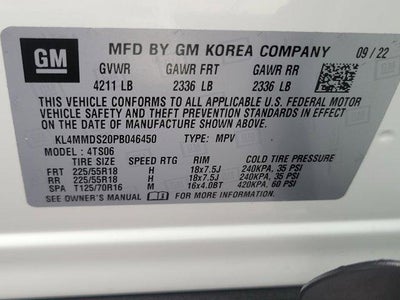 GM
MFD BY GM KOREA COMPANY 09 / 22
GVWR GAWR FRT GAWR RR
4211 LB 2336 LB 2336 LB
THIS VEHICLE CONFORMS TO ALL APPLICABLE U.S. FEDERAL MOTOR
VEHICLE SAFETY AND THEFT PREVENTION STANDARDS IN EFFECT ON
THE DATE OF MANUFACTURE SHOWN ABOVE.
KL4MMDS20PB046450 TYPE: MPV
MODEL: 4TS06
TIRE SIZE SPEED RTG RIM COLD TIRE PRESSURE
FRT 225/55R18 H 18x7.5J 240KPA, 35 PSI
RR 225/55R18 H 18x7.5J 240KPA, 35 PSI
SPA T125/70R16 M 16x4.0BT 420KPA, 60 PSI
SEE OWNER'S MANUAL FOR MORE INFORMATION.